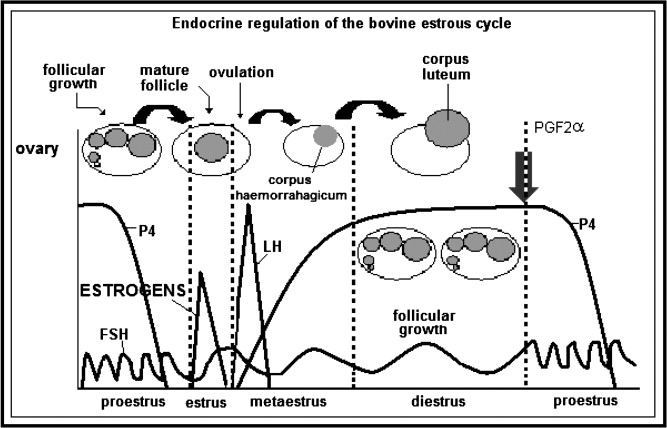 Endocrine regulation of the bovine estrous cycle
follicular
growth
mature
follicle
ovulation
corpus
luteum
PGF2α
ovary
corpus
haemorrahagicum
P4
LH
P4
ESTROGENS
FSH
follicular
growth
proestrus
estrus
metaestrus
diestrus
proestrus